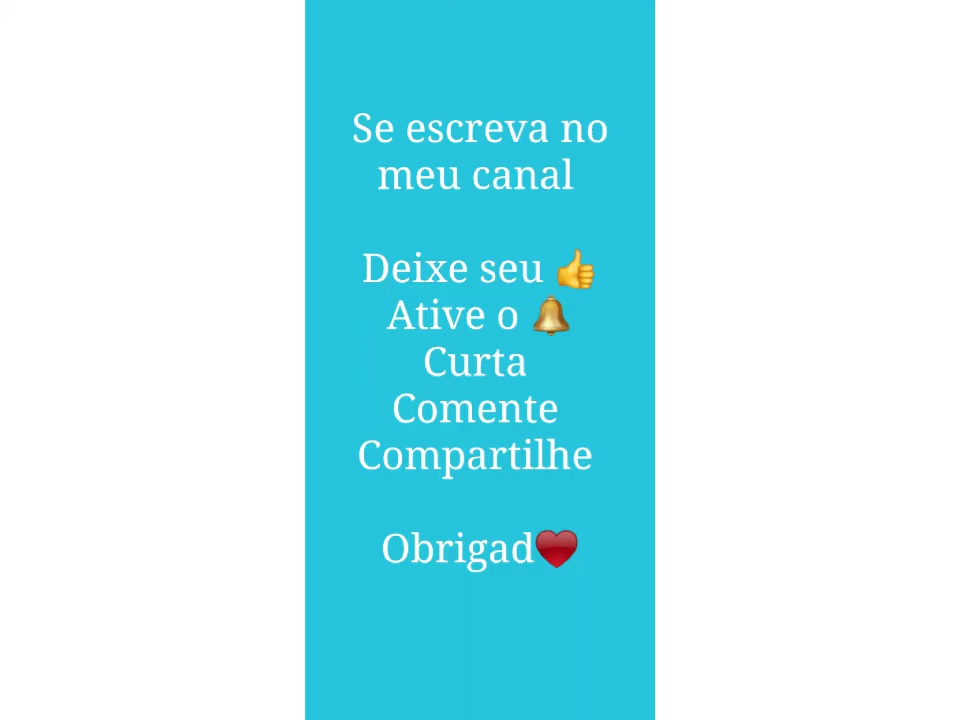 Se escreva no
meu canal
Deixe seu 👍
Ative o 🔔
Curta
Comente
Compartilhe
Obrigad❤️